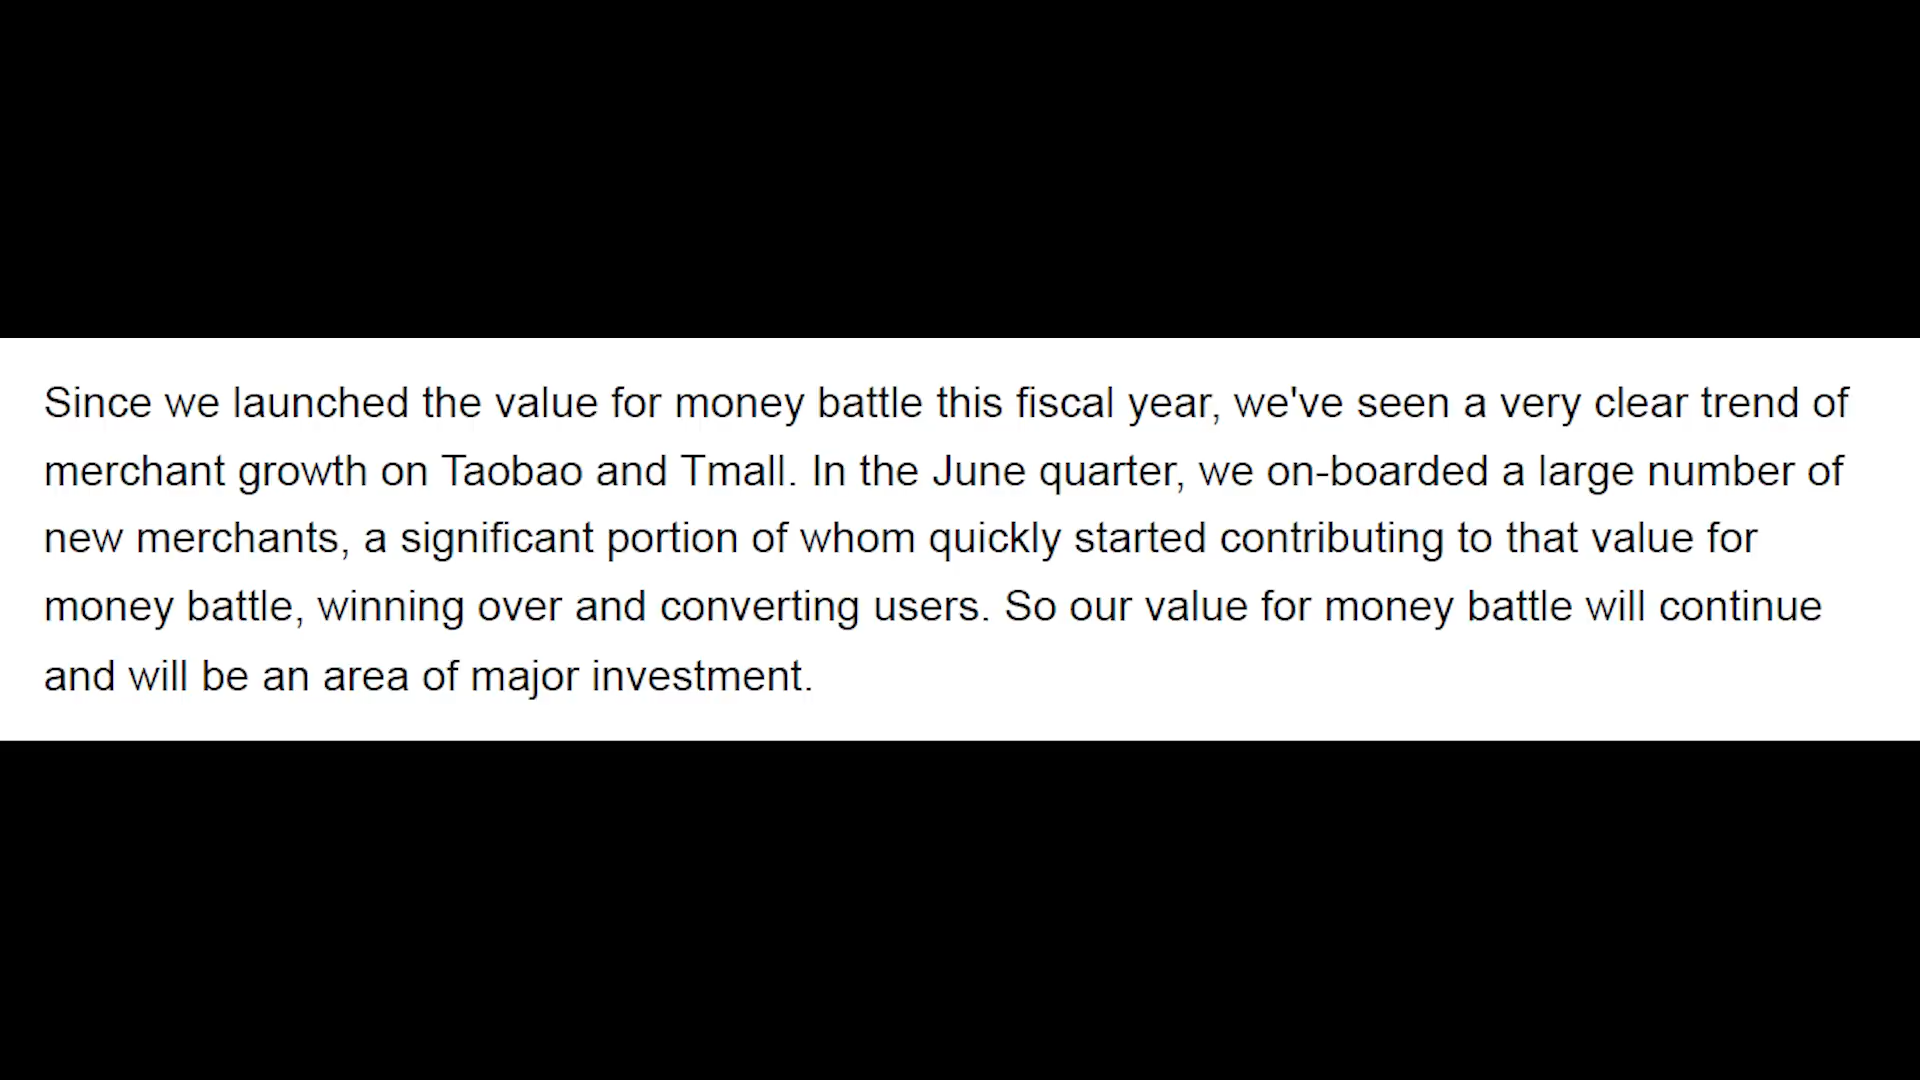 Since we launched the value for money battle this fiscal year, we've seen a very clear trend of
merchant growth on Taobao and Tmall. In the June quarter, we on-boarded a large number of
new merchants, a significant portion of whom quickly started contributing to that value for
money battle, winning over and converting users. So our value for money battle will continue
and will be an area of major investment.